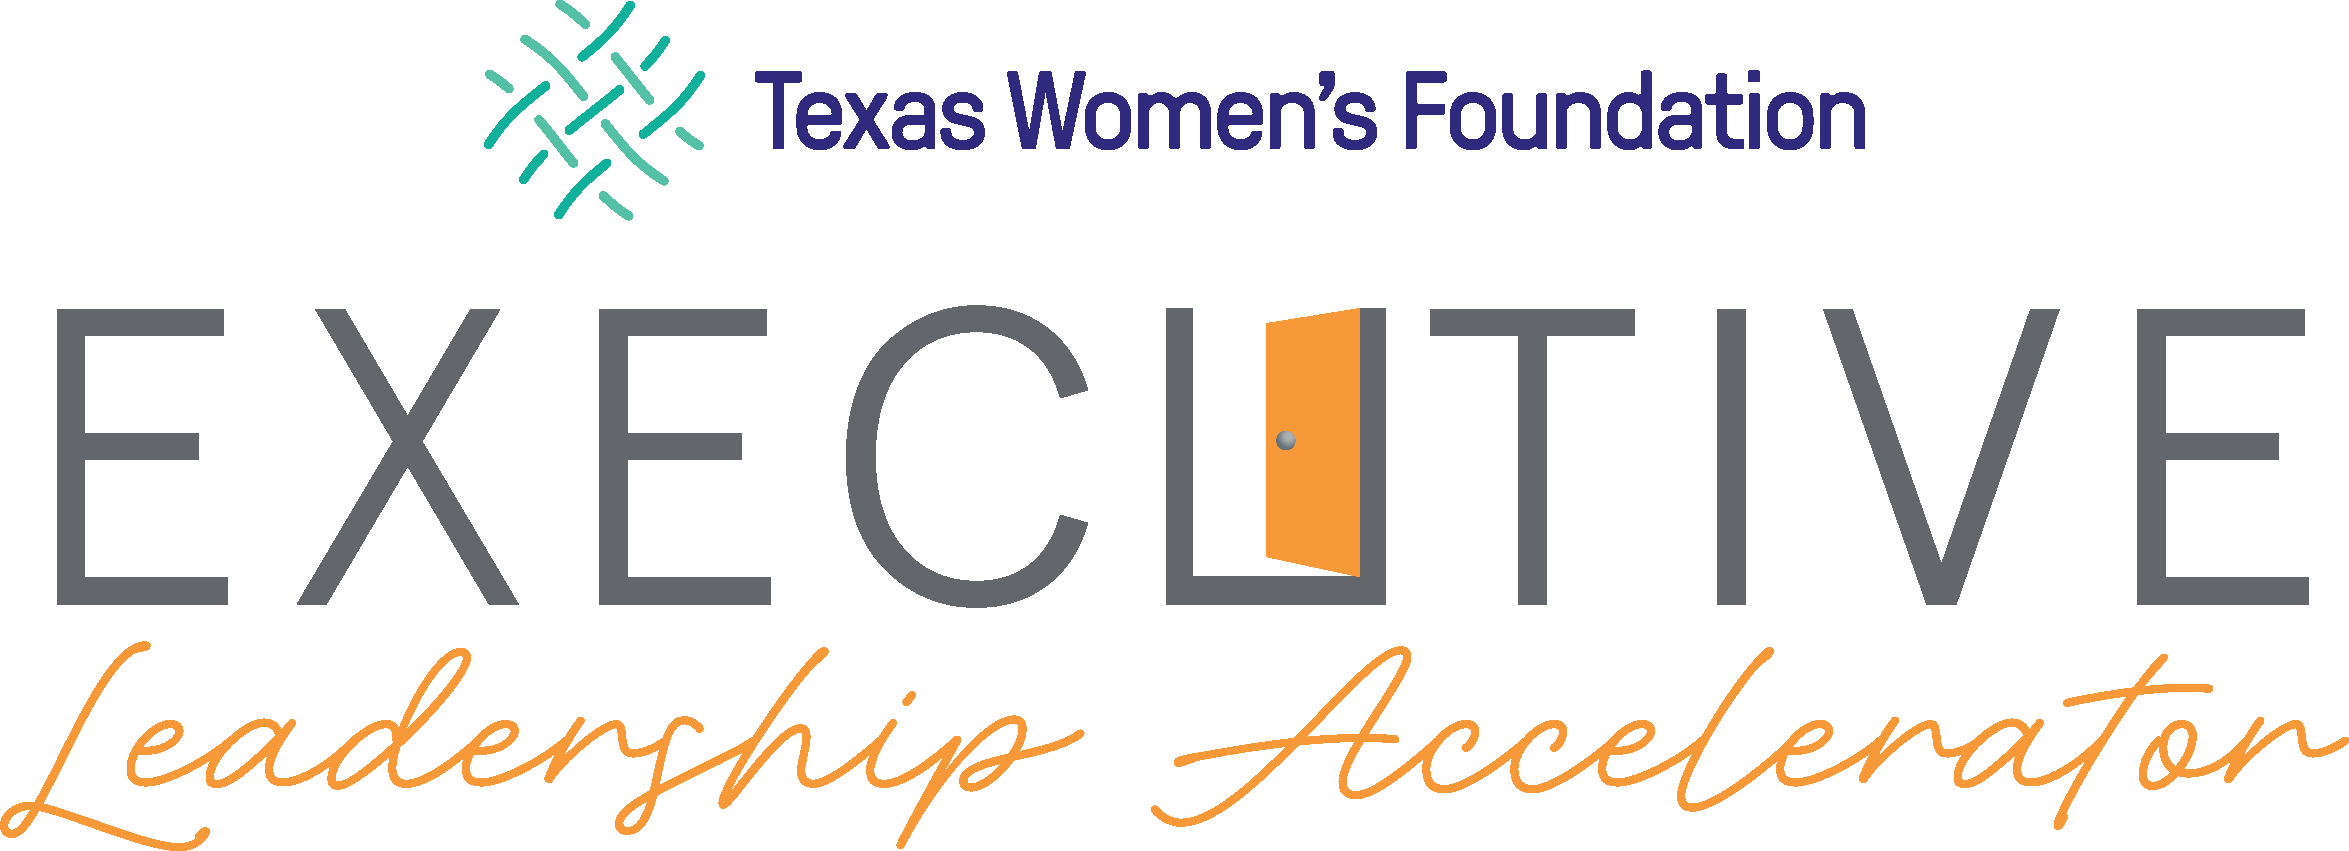 Texas Women’s Foundation
EXECUTIVE
Leadership Accelerator